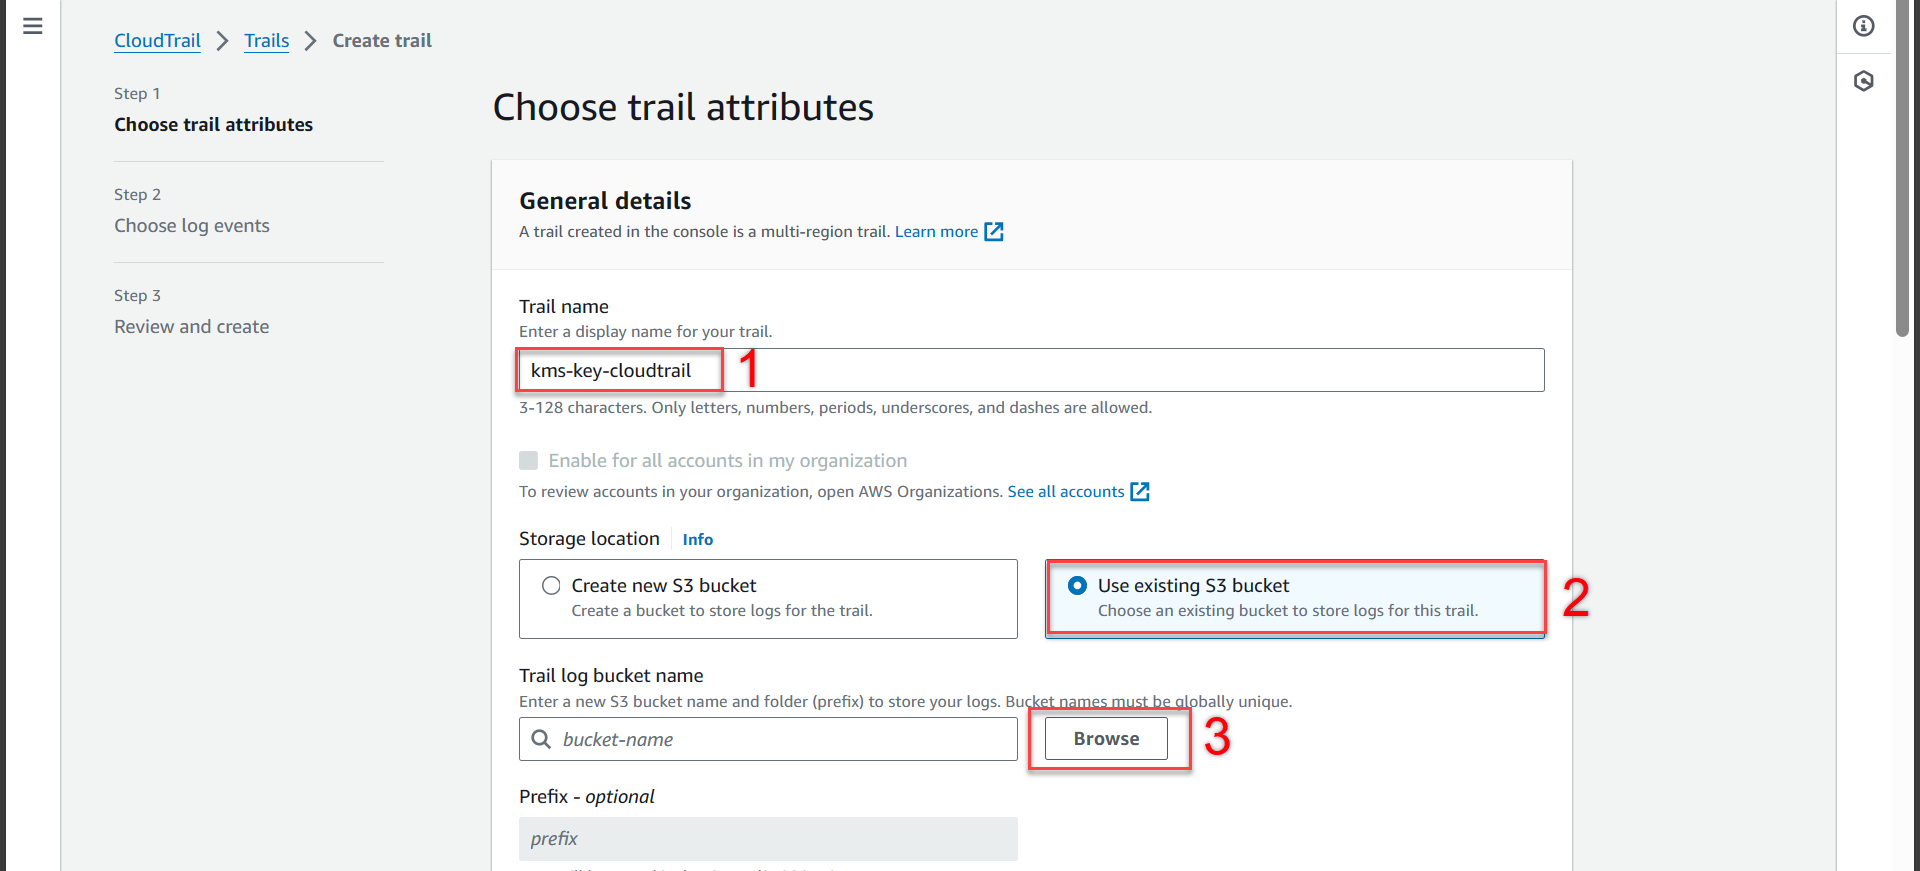 CloudTrail > Trails > Create trail
Step 1
Choose trail attributes
Step 2
Choose log events
Step 3
Review and create
Choose trail attributes
General details
A trail created in the console is a multi-region trail. Learn more
Trail name
Enter a display name for your trail.
kms-key-cloudtrail 1
3-128 characters. Only letters, numbers, periods, underscores, and dashes are allowed.
Enable for all accounts in my organization
To review accounts in your organization, open AWS Organizations. See all accounts
Storage location Info
Create new S3 bucket
Create a bucket to store logs for the trail.
Use existing S3 bucket
Choose an existing bucket to store logs for this trail.
2
Trail log bucket name
Enter a new S3 bucket name and folder (prefix) to store your logs. Bucket names must be globally unique.
bucket-name
Browse
3
Prefix - optional
prefix